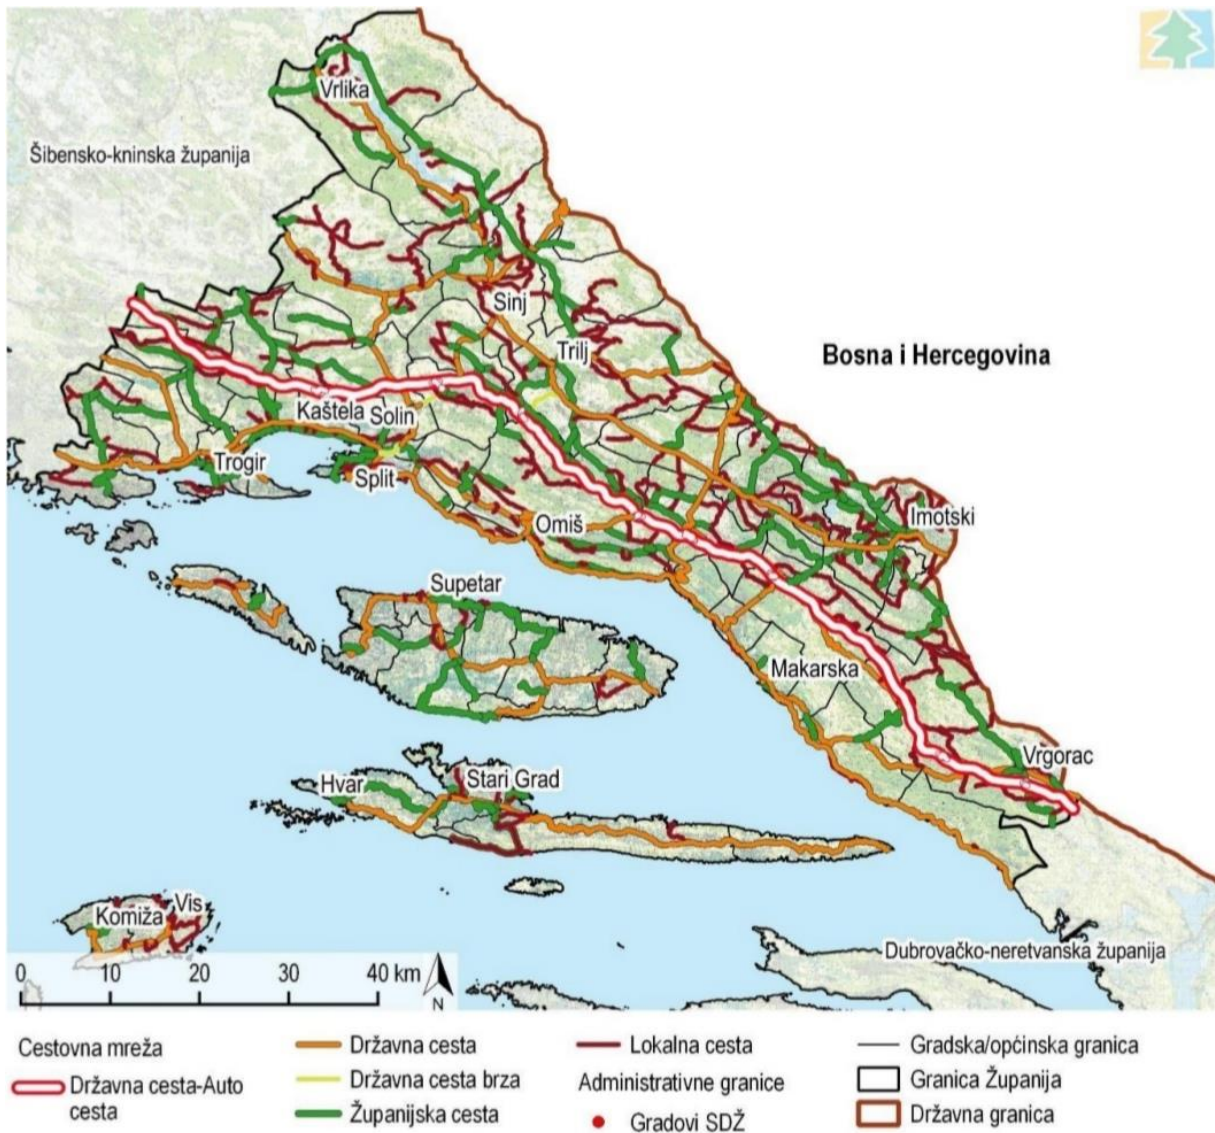 Vrlika
Šibensko-kninska županija
Sinj
Trilj
Bosna i Hercegovina
Kaštela
Solin
Trogir
Split
Omiš
Imotski
Supetar
Makarska
Vrgorac
Hvar
Stari Grad
Vis
Komiža
Dubrovačko-neretvanska županija
0 10 20 30 40 km
N
Cestovna mreža
Državna cesta-Auto
cesta
Državna cesta
Državna cesta brza
Županijska cesta
Lokalna cesta
Administrativne granice
Gradovi SDŽ
Gradska/općinska granica
Granica Županija
Državna granica